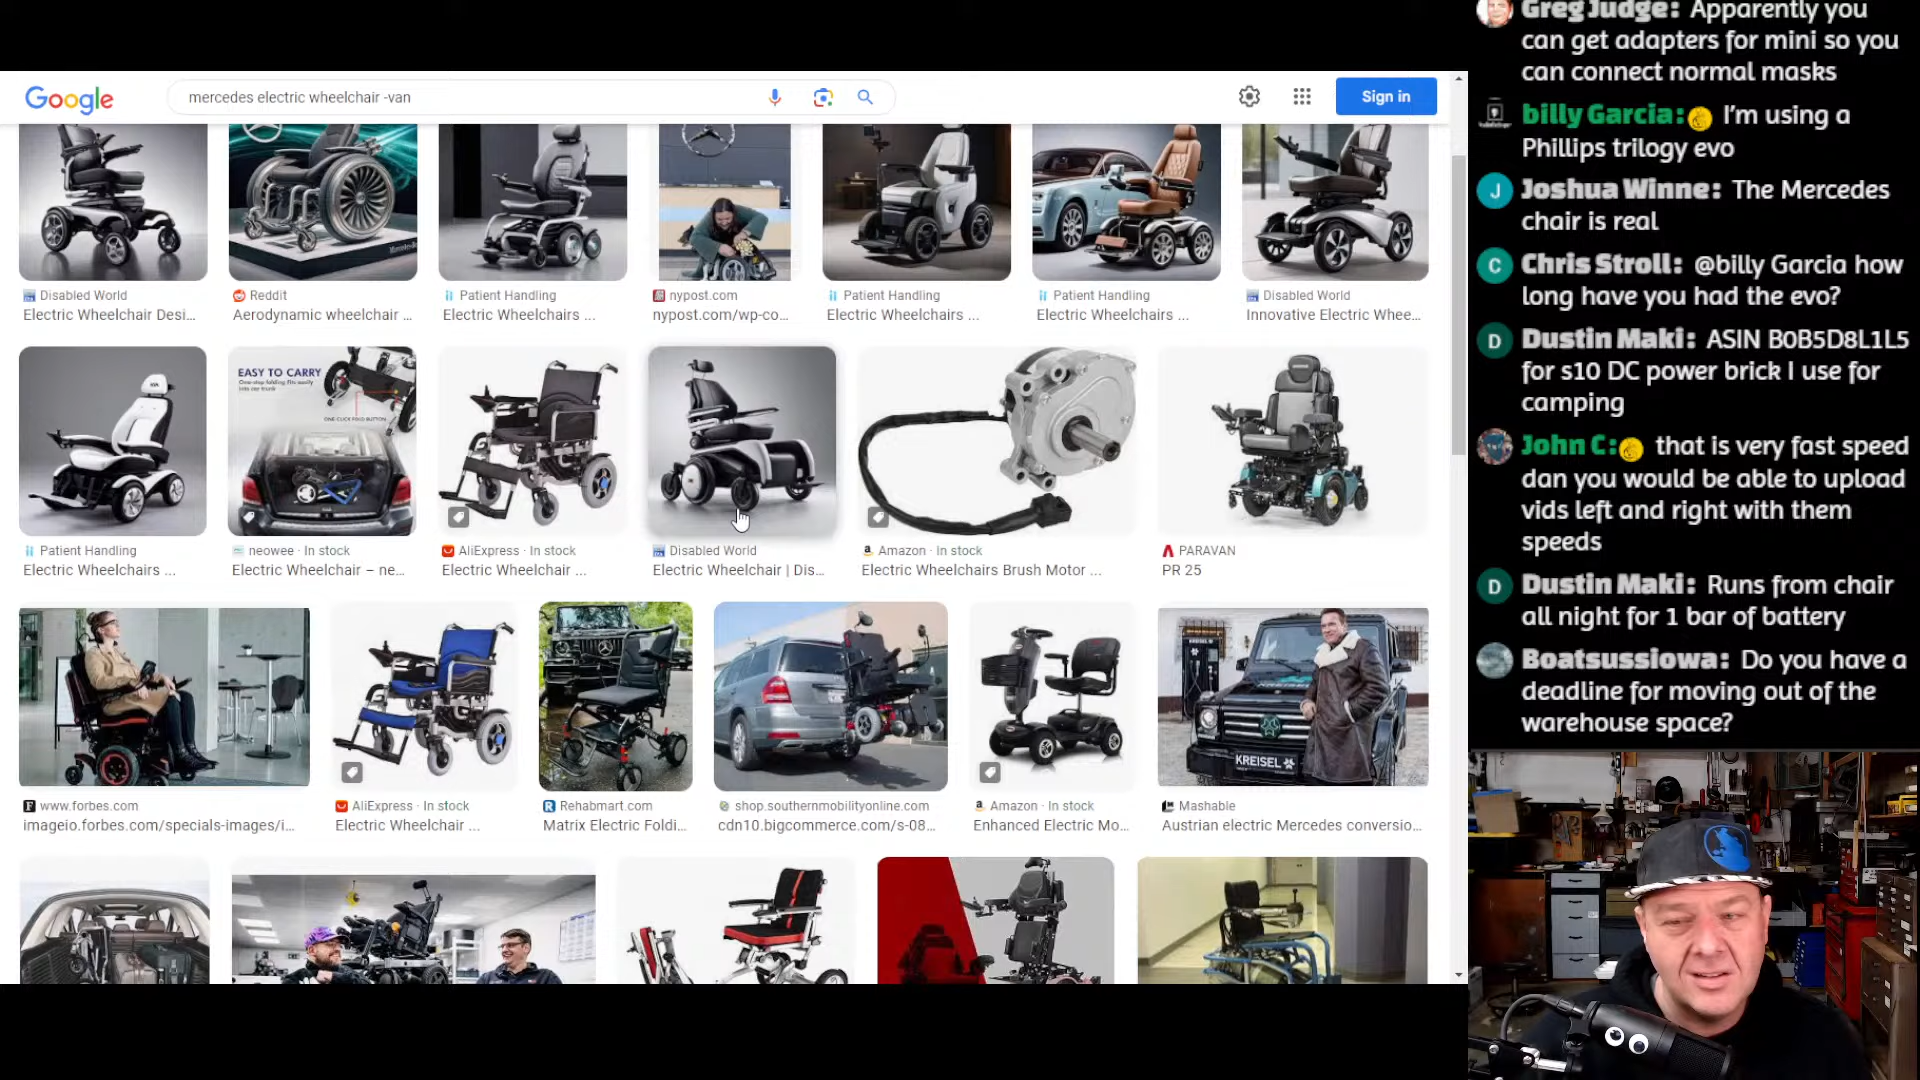 Google
mercedes electric wheelchair -van
Sign in
Disabled World
Electric Wheelchair Desi...
Reddit
Aerodynamic wheelchair ...
Patient Handling
Electric Wheelchairs ...
nypost.com
nypost.com/wp-co...
Patient Handling
Electric Wheelchairs ...
Patient Handling
Electric Wheelchairs ...
Disabled World
Innovative Electric Whee...
EASY TO CARRY
ONE-CLICK FOLD BUTTON
Patient Handling
Electric Wheelchairs ...
neowee · In stock
Electric Wheelchair – ne...
AliExpress · In stock
Electric Wheelchair ...
Disabled World
Electric Wheelchair | Dis...
Amazon · In stock
Electric Wheelchairs Brush Motor ...
PARAVAN
PR 25
KREISEL
www.forbes.com
imageio.forbes.com/specials-images/i...
AliExpress · In stock
Electric Wheelchair ...
Rehabmart.com
Matrix Electric Foldi...
shop.southernmobilityonline.com
cdn10.bigcommerce.com/s-08...
Amazon · In stock
Enhanced Electric Mo...
Mashable
Austrian electric Mercedes conversio...
Greg Judge: Apparently you
can get adapters for mini so you
can connect normal masks
billy Garcia: I'm using a
Phillips trilogy evo
J
Joshua Winne: The Mercedes
chair is real
C
Chris Stroll: @billy Garcia how
long have you had the evo?
D
Dustin Maki: ASIN B0B5D8L1L5
for s10 DC power brick I use for
camping
John C: that is very fast speed
dan you would be able to upload
vids left and right with them
speeds
D
Dustin Maki: Runs from chair
all night for 1 bar of battery
Boatsussiowa: Do you have a
deadline for moving out of the
warehouse space?